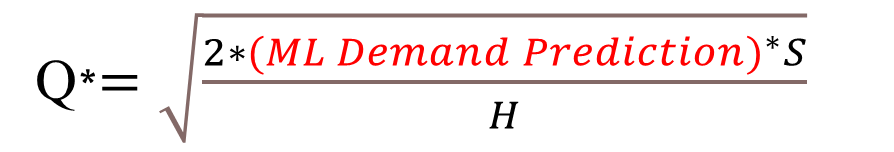 Q*= √ 2*(ML Demand Prediction)*S
H